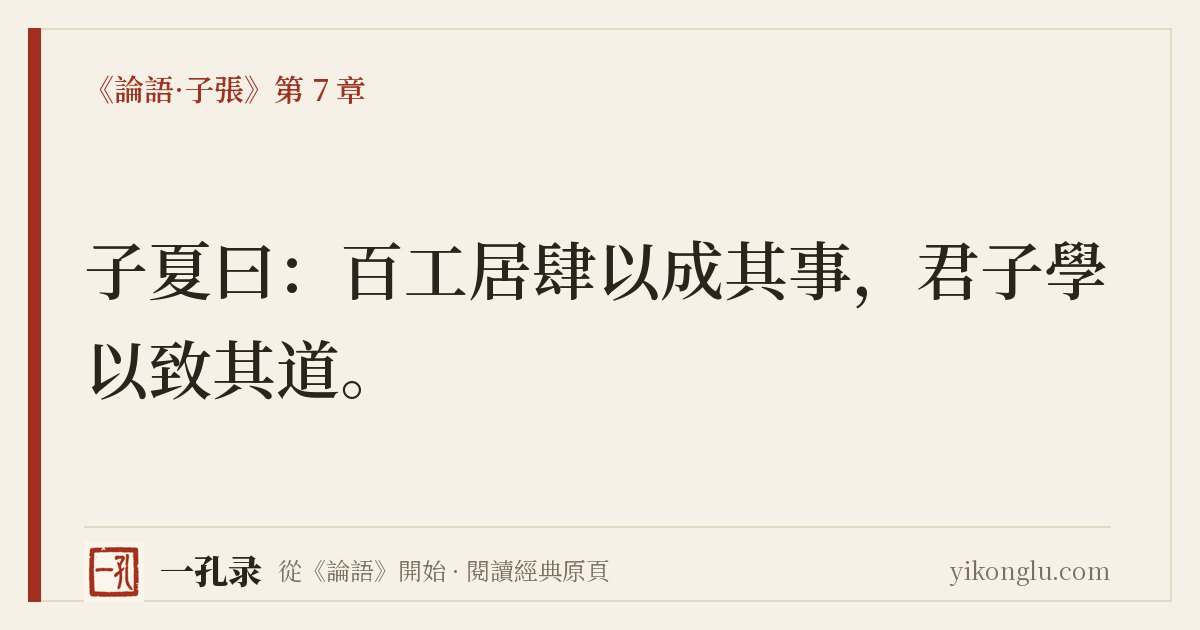 《論語·子張》第 7 章
子夏曰：百工居肆以成其事，君子學
以致其道。
一孔
一孔录 從《論語》開始 · 閱讀經典原頁
yikonglu.com